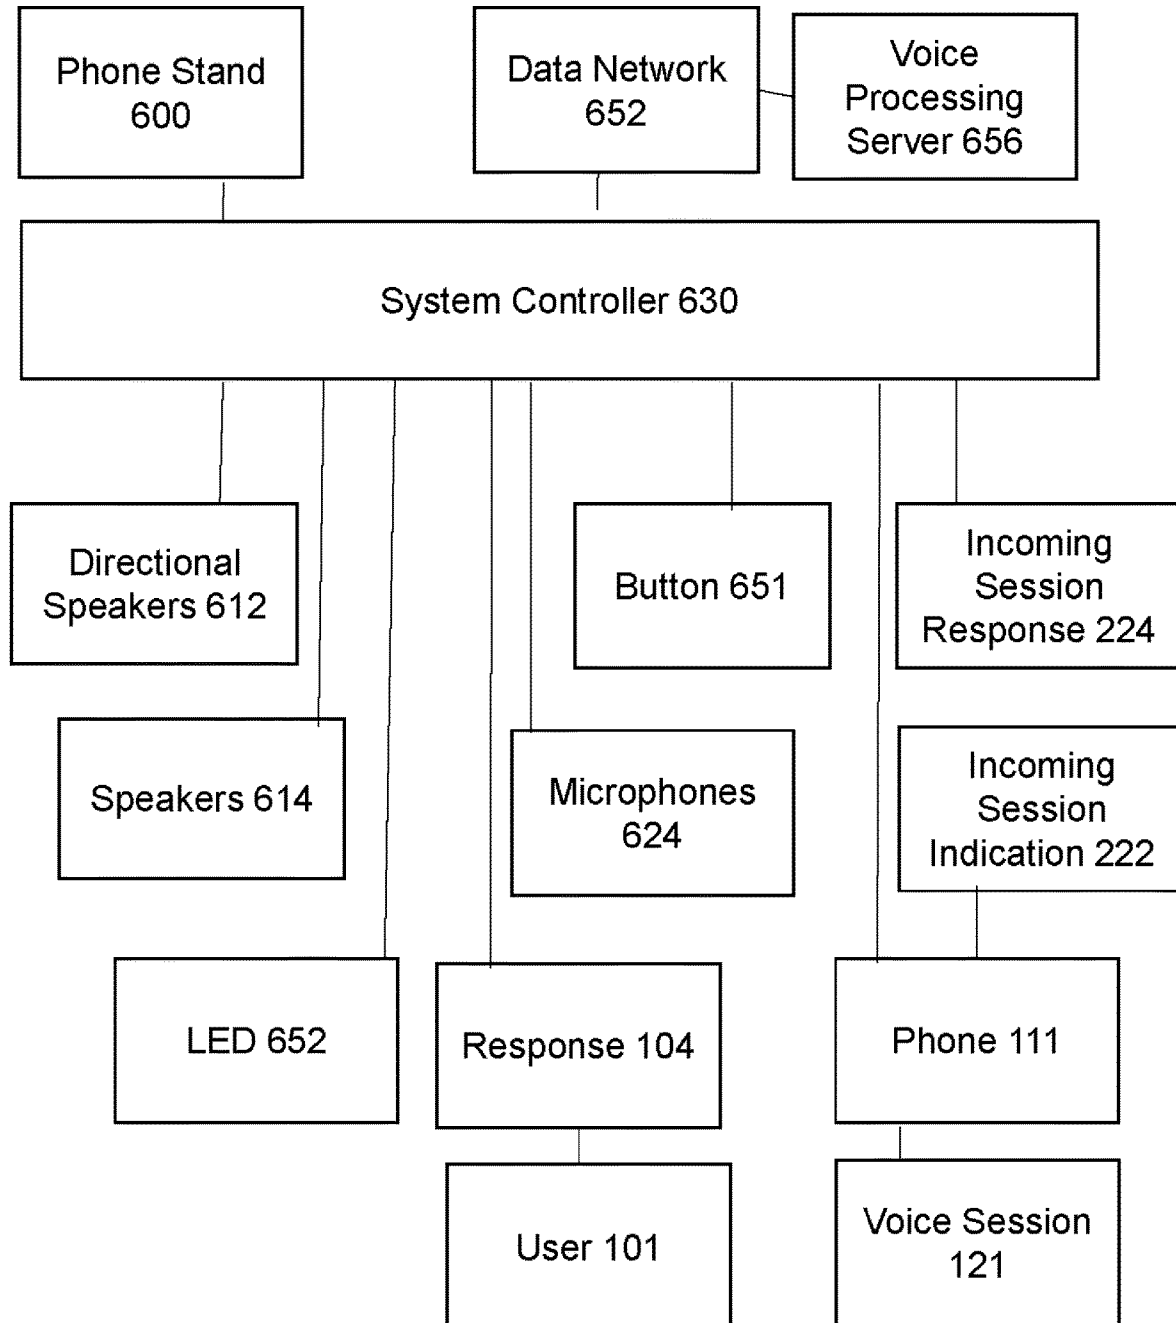 Phone Stand
600
Data Network
652
Voice
Processing
Server 656
System Controller 630
Directional
Speakers 612
Button 651
Incoming
Session
Response 224
Speakers 614
Microphones
624
Incoming
Session
Indication 222
LED 652
Response 104
Phone 111
User 101
Voice Session
121